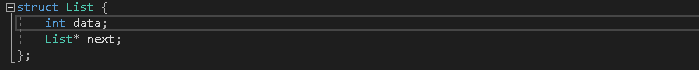 struct List {
    int data;
    List* next;
};